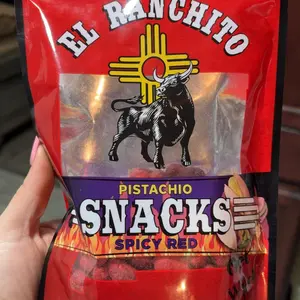 EL RANCHITO
PISTACHIO
SNACKS
SPICY RED